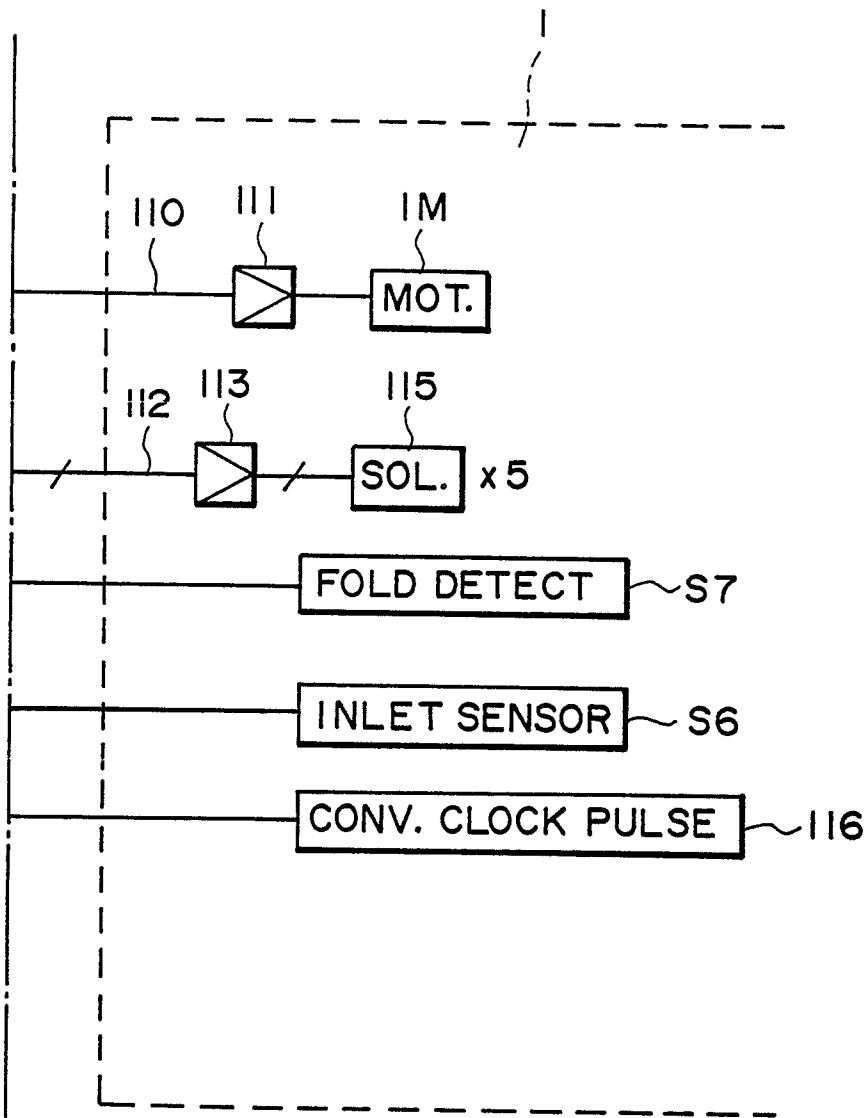 1
110
111
1M
MOT.
112
113
115
SOL. x5
FOLD DETECT S7
INLET SENSOR S6
CONV. CLOCK PULSE 116